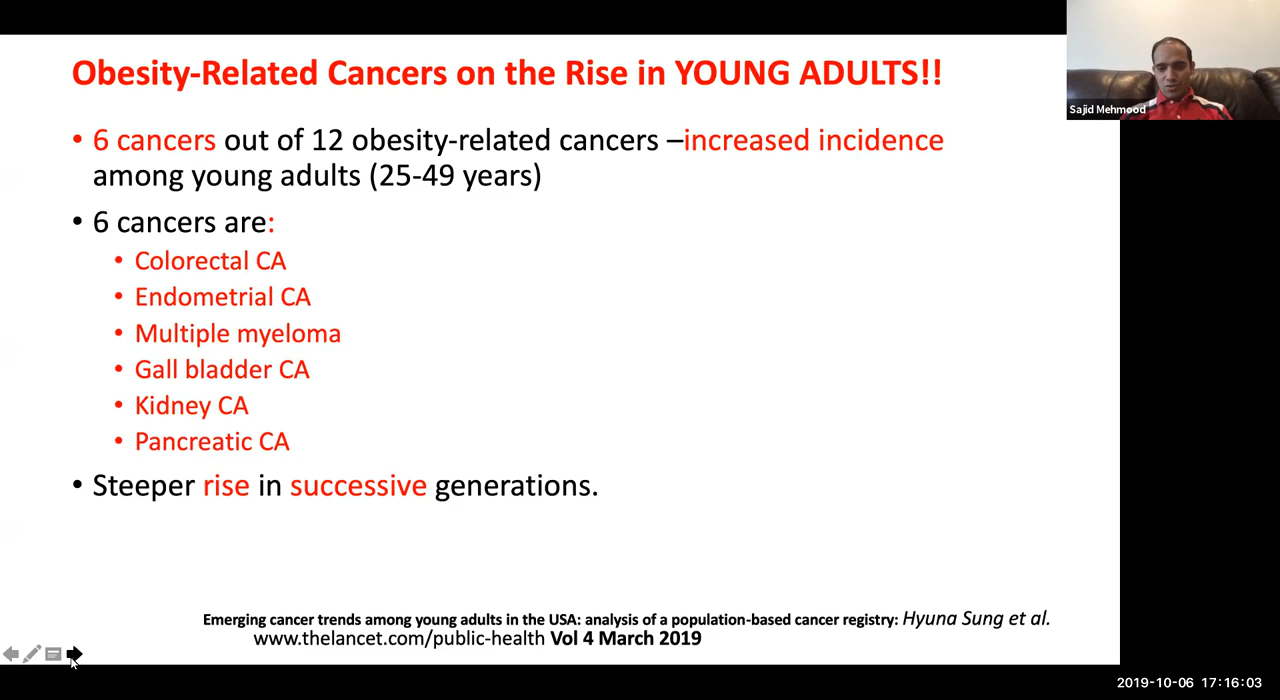 Obesity-Related Cancers on the Rise in YOUNG ADULTS!!
Sajid Mehmood
• 6 cancers out of 12 obesity-related cancers –increased incidence
among young adults (25-49 years)
• 6 cancers are:
• Colorectal CA
• Endometrial CA
• Multiple myeloma
• Gall bladder CA
• Kidney CA
• Pancreatic CA
• Steeper rise in successive generations.
Emerging cancer trends among young adults in the USA: analysis of a population-based cancer registry: Hyuna Sung et al.
www.thelancet.com/public-health Vol 4 March 2019
2019-10-06 17:16:03